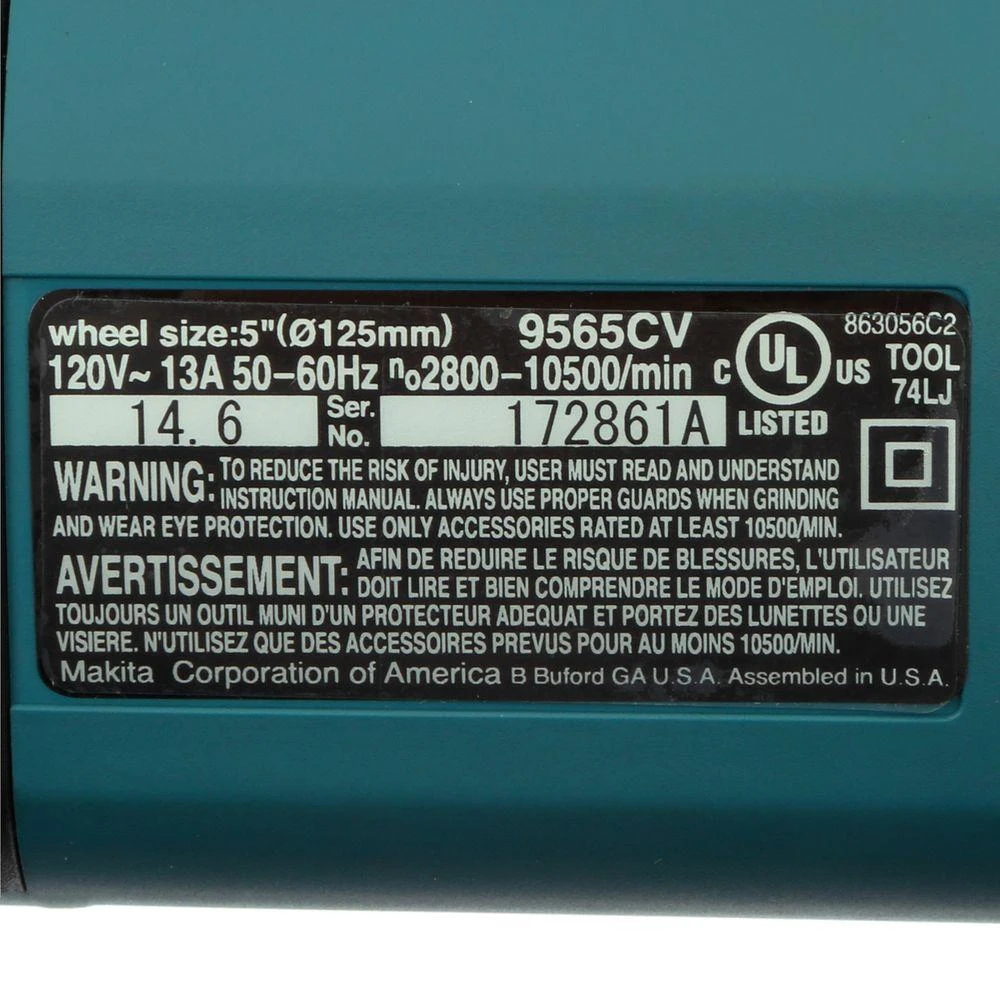 wheel size:5"(Ø125mm) 9565CV
863056C2
120V~ 13A 50-60Hz n₀2800-10500/min
C UL US
LISTED
TOOL
74LJ
14. 6 Ser. No. 172861A
WARNING: TO REDUCE THE RISK OF INJURY, USER MUST READ AND UNDERSTAND
INSTRUCTION MANUAL. ALWAYS USE PROPER GUARDS WHEN GRINDING
AND WEAR EYE PROTECTION. USE ONLY ACCESSORIES RATED AT LEAST 10500/MIN.
AVERTISSEMENT: AFIN DE REDUIRE LE RISQUE DE BLESSURES, L'UTILISATEUR
DOIT LIRE ET BIEN COMPRENDRE LE MODE D'EMPLOI. UTILISEZ
TOUJOURS UN OUTIL MUNI D'UN PROTECTEUR ADEQUAT ET PORTEZ DES LUNETTES OU UNE
VISIERE. N'UTILISEZ QUE DES ACCESSOIRES PREVUS POUR AU MOINS 10500/MIN.
Makita Corporation of America B Buford GA U.S.A. Assembled in U.S.A.